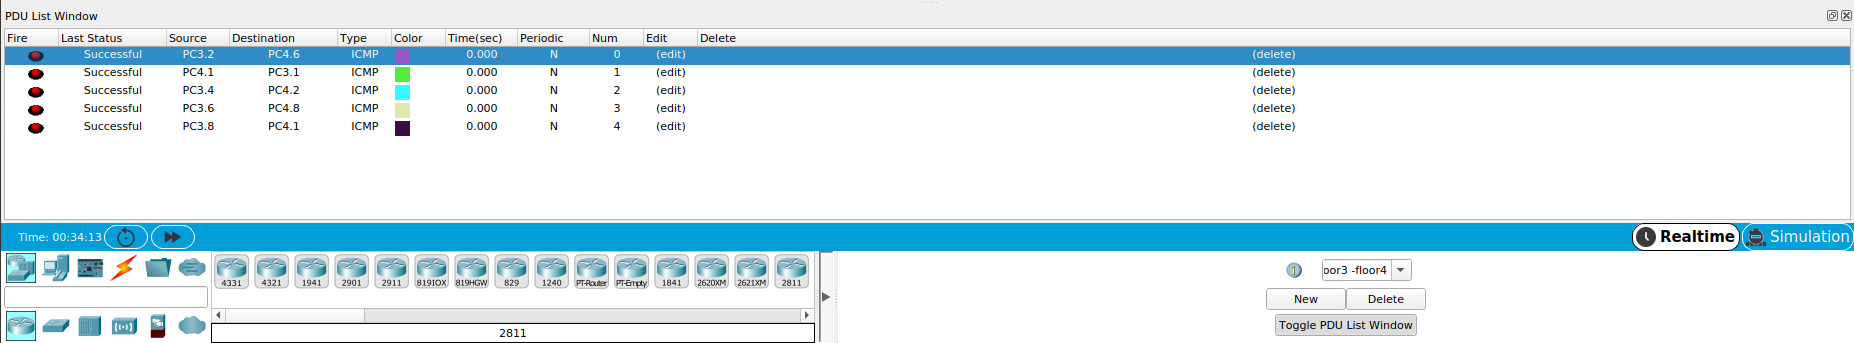 PDU List Window
Fire Last Status Source Destination Type Color Time(sec) Periodic Num Edit Delete
Successful PC3.2 PC4.6 ICMP 0.000 N 0 (edit) (delete)
Successful PC4.1 PC3.1 ICMP 0.000 N 1 (edit) (delete)
Successful PC3.4 PC4.2 ICMP 0.000 N 2 (edit) (delete)
Successful PC3.6 PC4.8 ICMP 0.000 N 3 (edit) (delete)
Successful PC3.8 PC4.1 ICMP 0.000 N 4 (edit) (delete)
Time: 00:34:13 Realtime Simulation
4331 4321 1941 2901 2911 819IOX 819HGW 829 1240 PT-Router PT-Empty 1841 2620XM 2621XM 2811
oor3 -floor4
New Delete
Toggle PDU List Window
2811